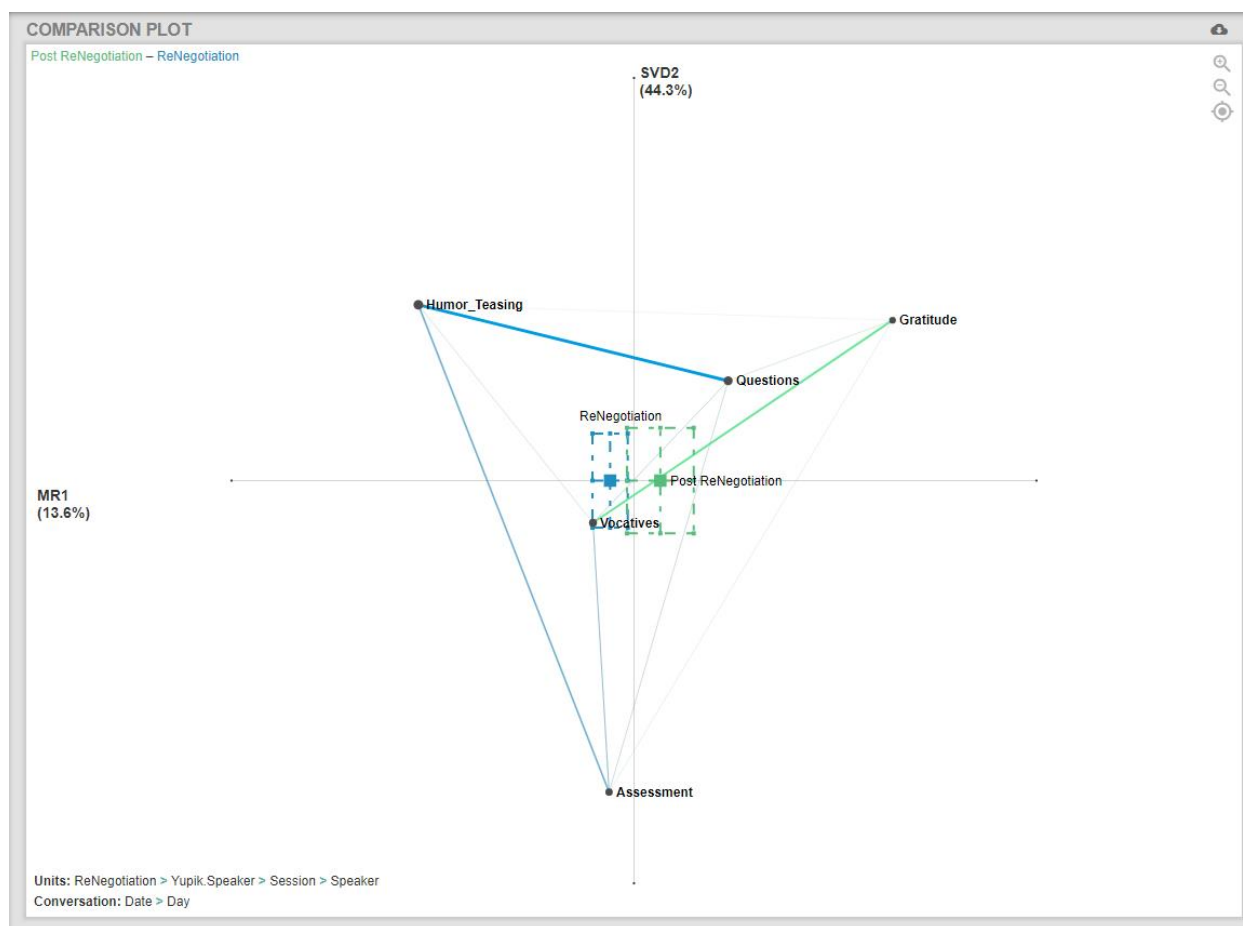 COMPARISON PLOT
Post ReNegotiation – ReNegotiation
SVD2
(44.3%)
Humor_Teasing
Gratitude
Questions
ReNegotiation
MR1
(13.6%)
Post ReNegotiation
Vocatives
Assessment
Units: ReNegotiation > Yupik.Speaker > Session > Speaker
Conversation: Date > Day